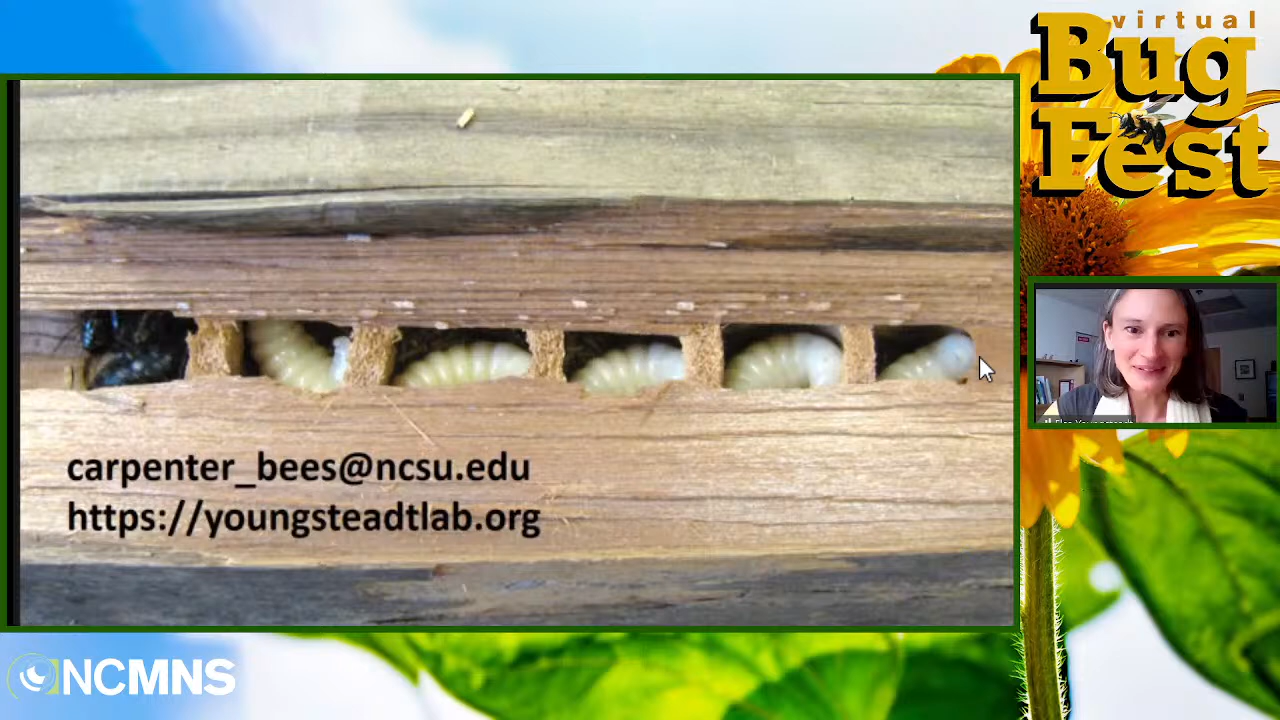 virtual
Bug
Fest
carpenter_bees@ncsu.edu
https://youngsteadtlab.org
NCMNS